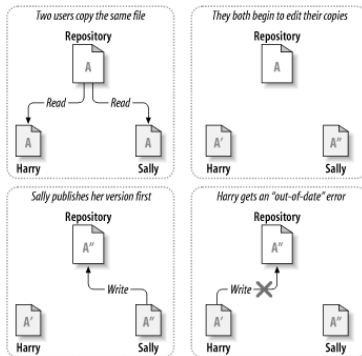 Two users copy the same file
Repository
A
Read
Read
A
A
Harry
Sally
They both begin to edit their copies
Repository
A
A'
A"
Harry
Sally
Sally publishes her version first
Repository
A"
Write
A'
A"
Harry
Sally
Harry gets an “out-of-date” error
Repository
A"
Write
A'
A"
Harry
Sally